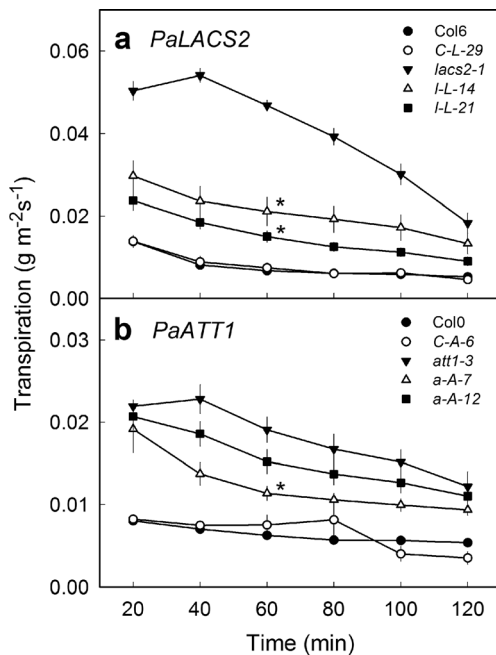 a PaLACS2
Col6
C-L-29
lacs2-1
l-L-14
l-L-21
0.06
0.04
0.02
0.00
*
*
Transpiration (g m-2s-1)
b PaATT1
Col0
C-A-6
att1-3
a-A-7
a-A-12
0.03
0.02
0.01
0.00
*
20 40 60 80 100 120
Time (min)